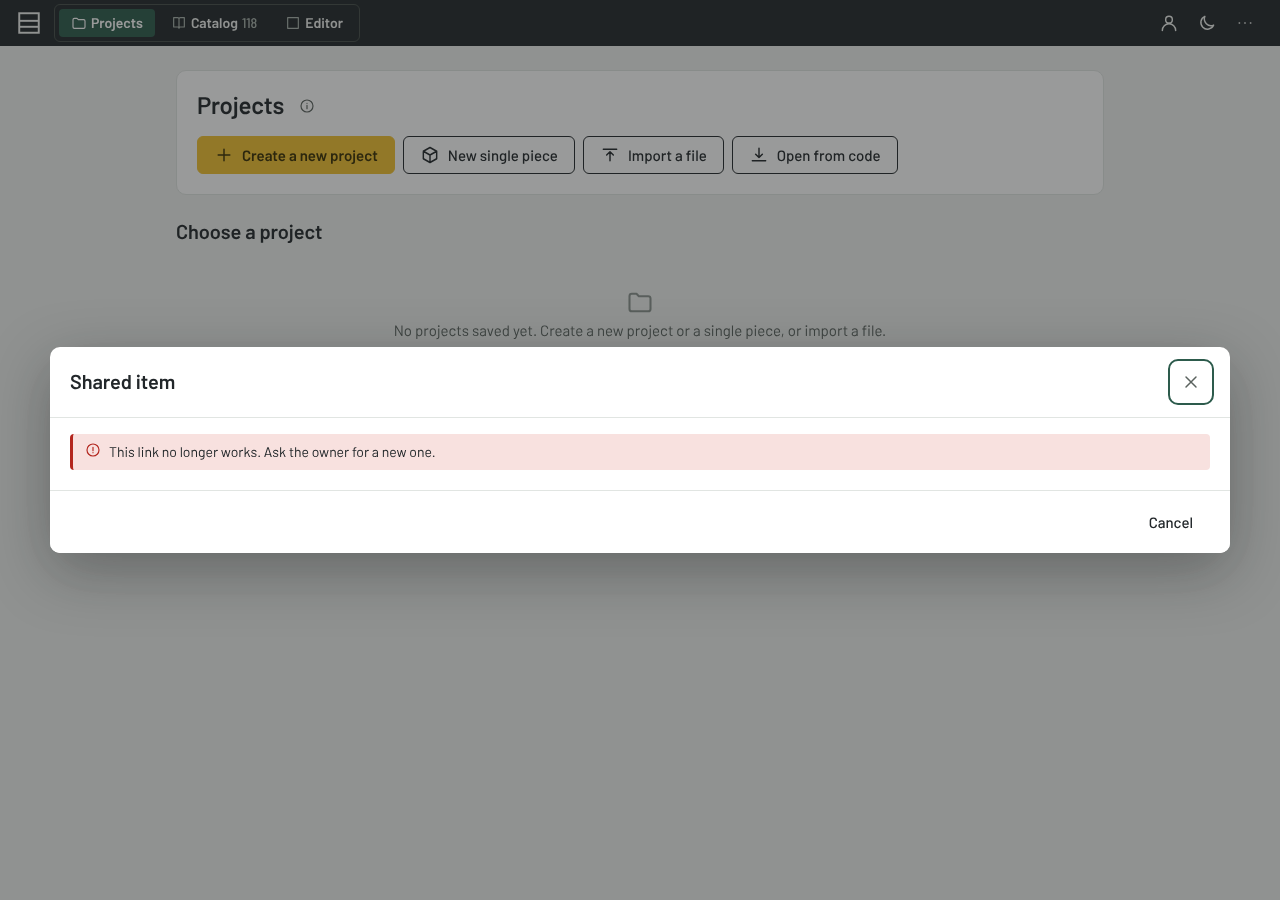 Projects
Catalog 118
Editor
Projects
Create a new project
New single piece
Import a file
Open from code
Choose a project
No projects saved yet. Create a new project or a single piece, or import a file.
Shared item
This link no longer works. Ask the owner for a new one.
Cancel